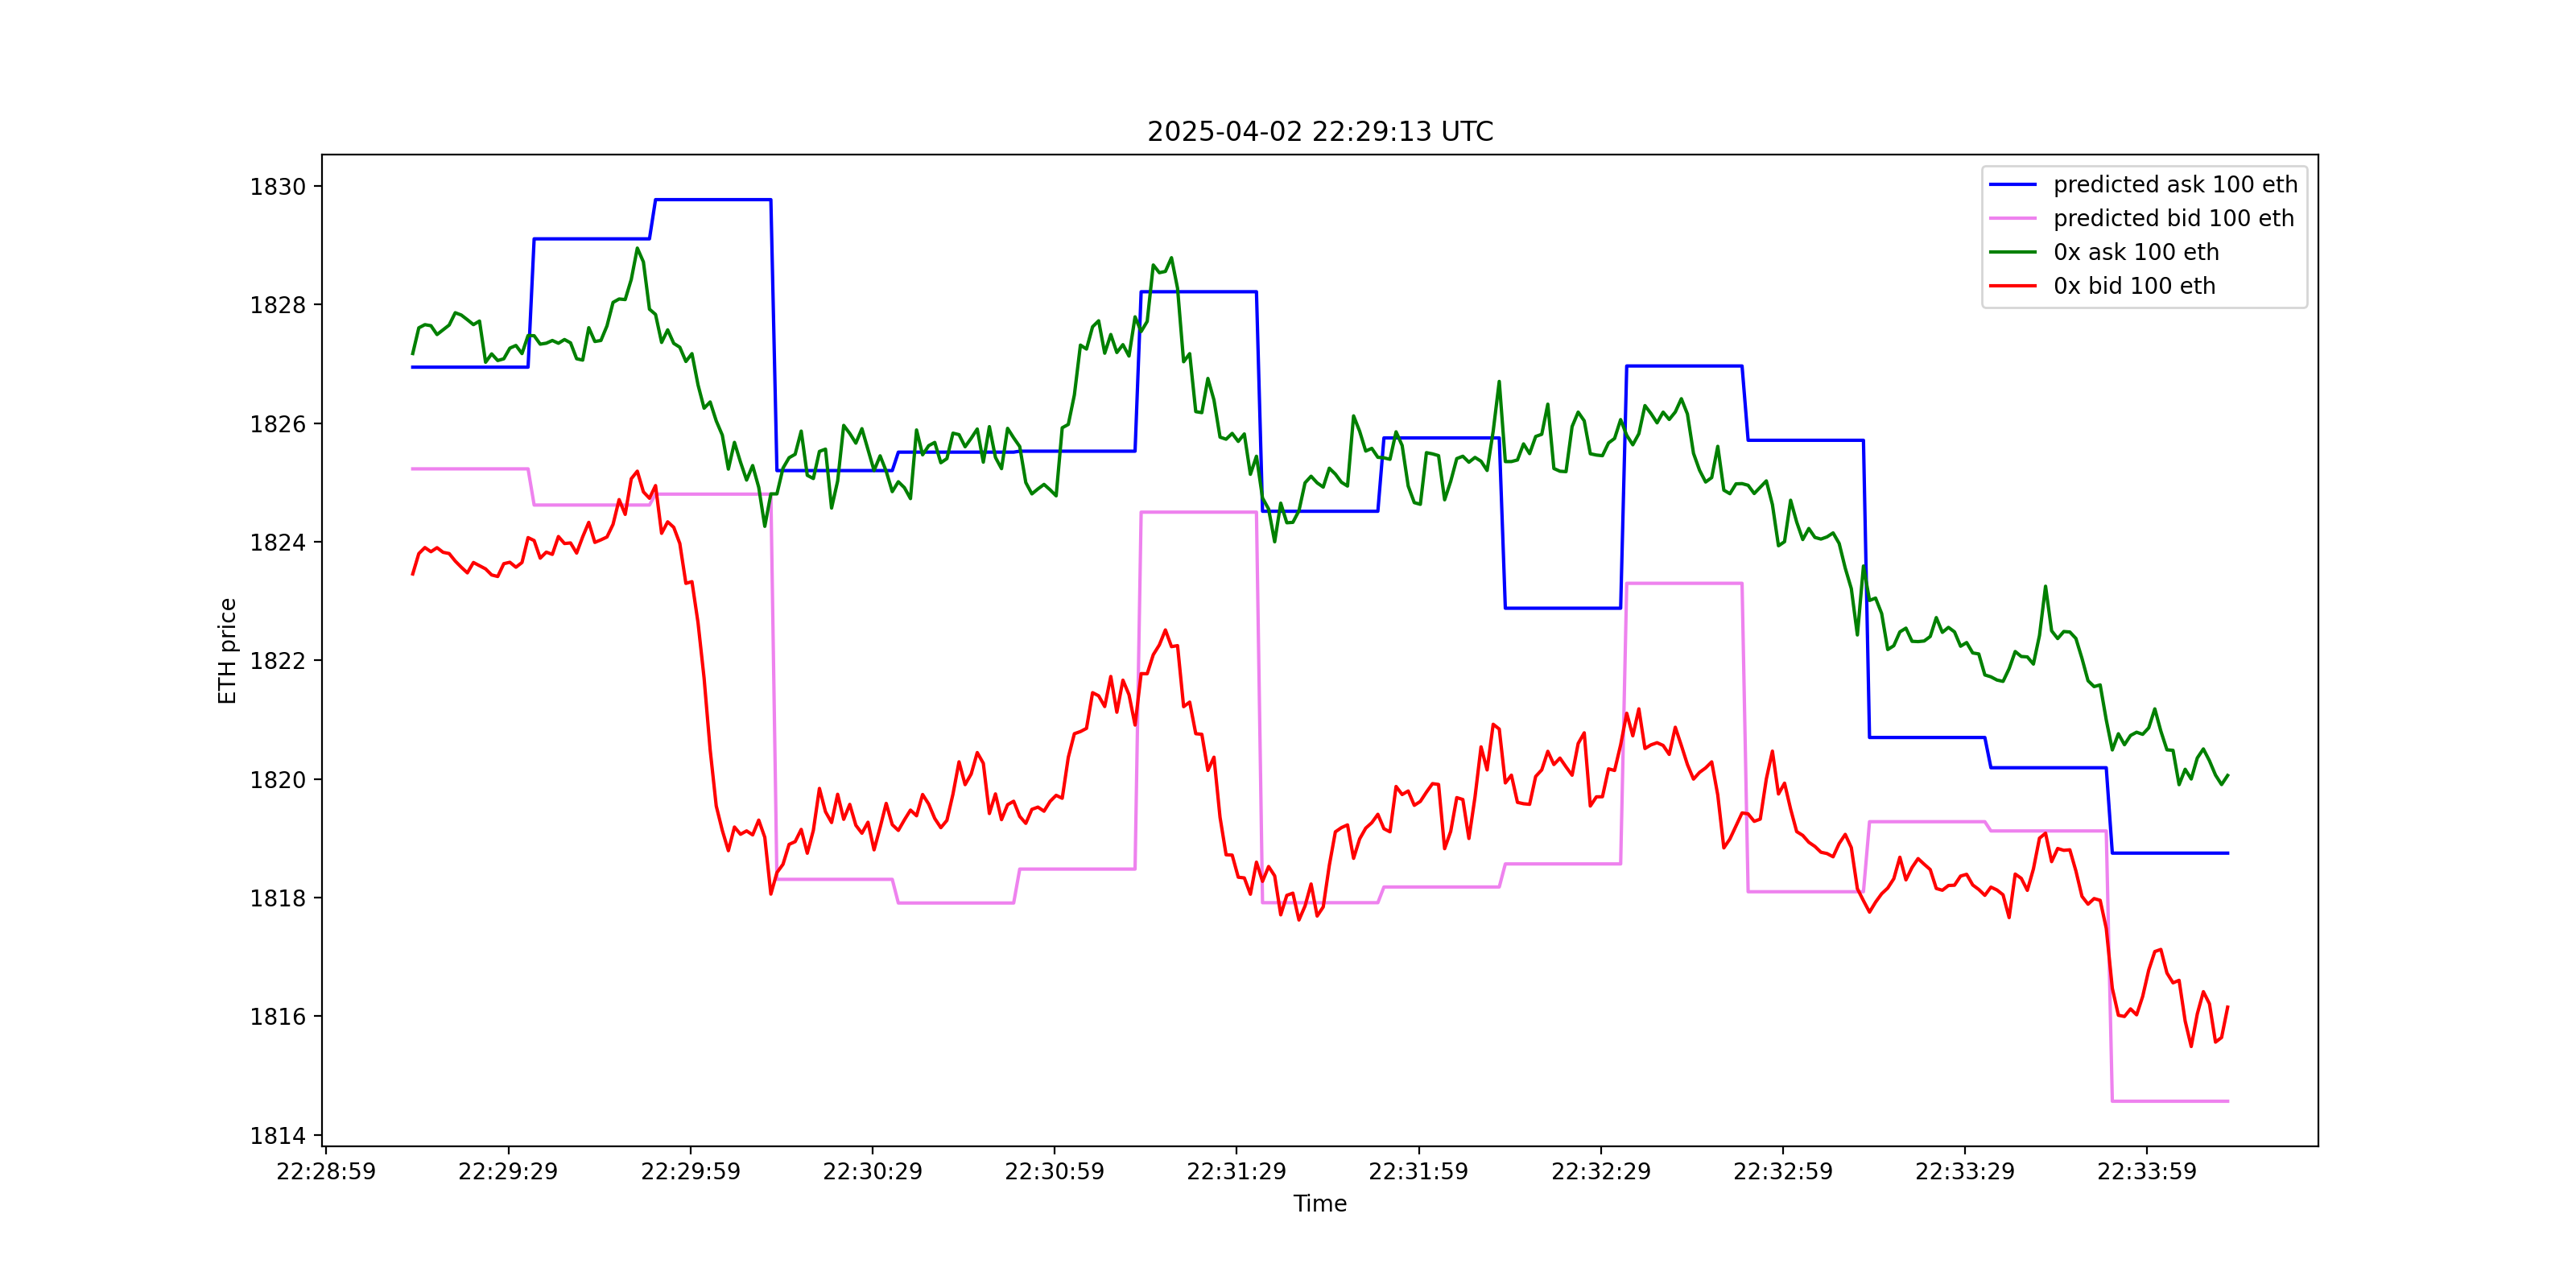 2025-04-02 22:29:13 UTC
predicted ask 100 eth
predicted bid 100 eth
0x ask 100 eth
0x bid 100 eth
ETH price
1830
1828
1826
1824
1822
1820
1818
1816
1814
22:28:59 22:29:29 22:29:59 22:30:29 22:30:59 22:31:29 22:31:59 22:32:29 22:32:59 22:33:29 22:33:59
Time